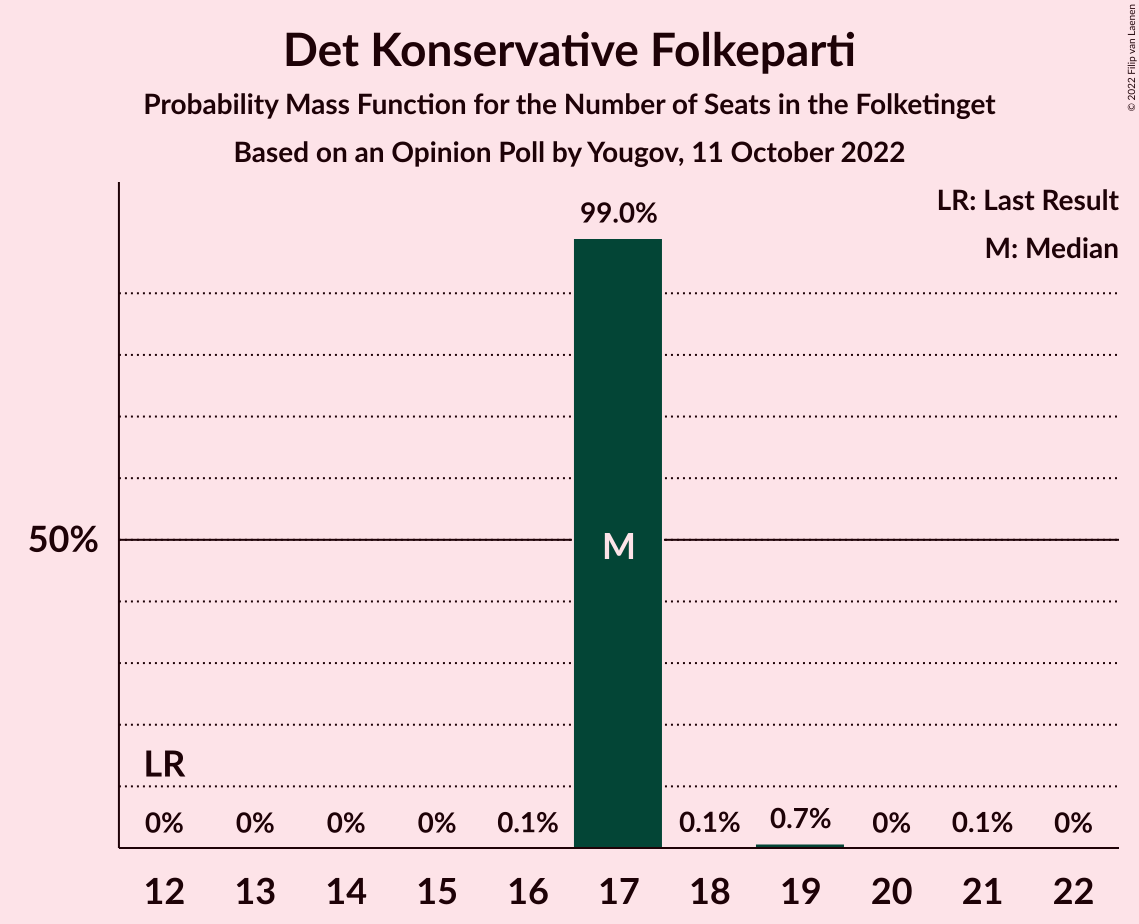 Det Konservative Folkeparti
Probability Mass Function for the Number of Seats in the Folketinget
Based on an Opinion Poll by Yougov, 11 October 2022
© 2022 Filip van Laenen
LR: Last Result
M: Median
99.0%
50%
M
LR
0% 0% 0% 0% 0.1% 0.1% 0.7% 0% 0.1% 0%
12 13 14 15 16 17 18 19 20 21 22